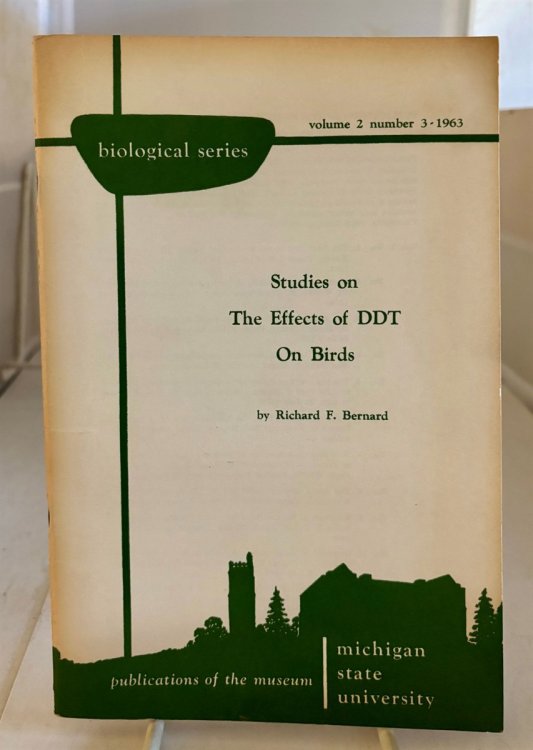 volume 2 number 3 - 1963
biological series
Studies on
The Effects of DDT
On Birds
by Richard F. Bernard
publications of the museum
michigan
state
university